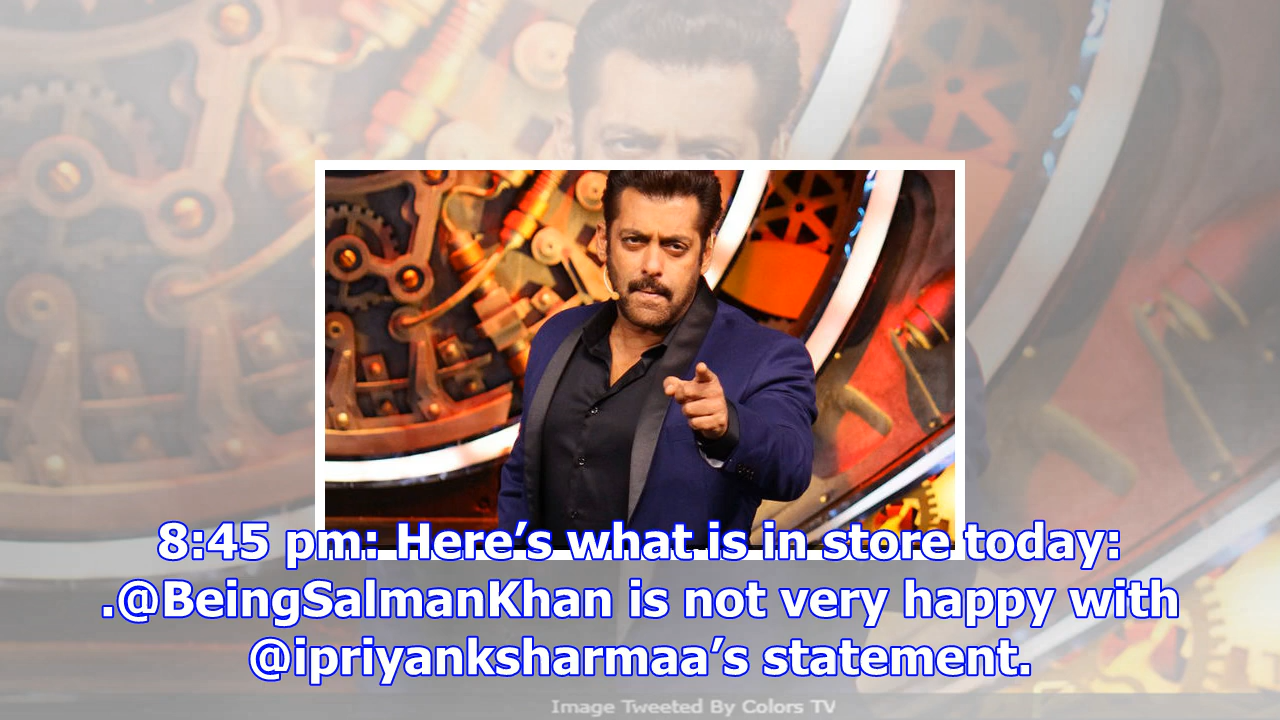 8:45 pm: Here’s what is in store today:
.@BeingSalmanKhan is not very happy with
@ipriyanksharmaa’s statement.
Image Tweeted By Colors TV